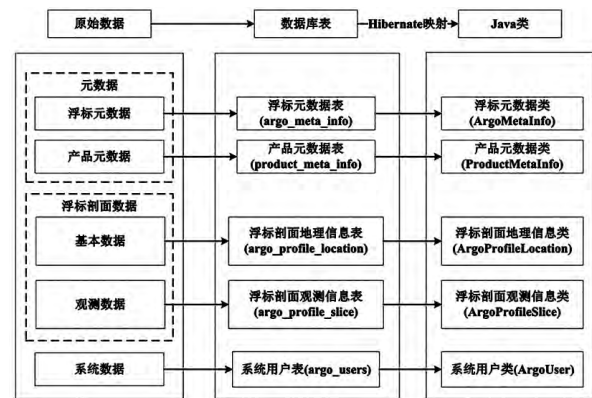 原始数据
数据库表
Hibernate映射
Java类
元数据
浮标元数据
浮标元数据表
(argo_meta_info)
浮标元数据类
(ArgoMetaInfo)
产品元数据
产品元数据表
(product_meta_info)
产品元数据类
(ProductMetaInfo)
浮标剖面数据
基本数据
浮标剖面地理信息表
(argo_profile_location)
浮标剖面地理信息类
(ArgoProfileLocation)
观测数据
浮标剖面观测信息表
(argo_profile_slice)
浮标剖面观测信息类
(ArgoProfileSlice)
系统数据
系统用户表(argo_users)
系统用户类(ArgoUser)